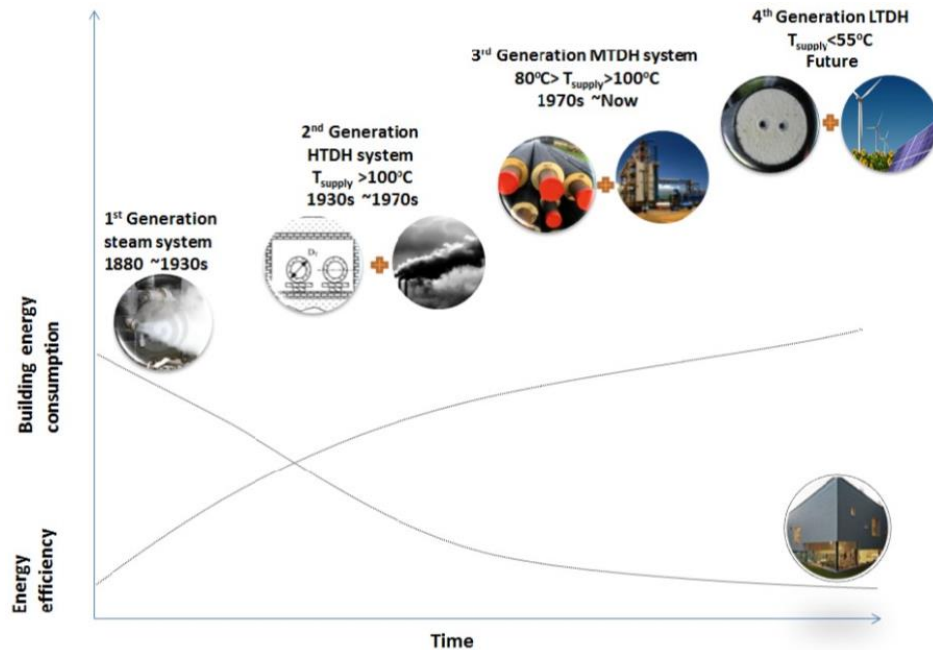 4th Generation LTDH
Tsupply<55°C
Future
3rd Generation MTDH system
80°C> Tsupply>100°C
1970s ~Now
2nd Generation
HTDH system
Tsupply >100°C
1930s ~1970s
1st Generation
steam system
1880 ~1930s
Building energy
consumption
Energy
efficiency
Time